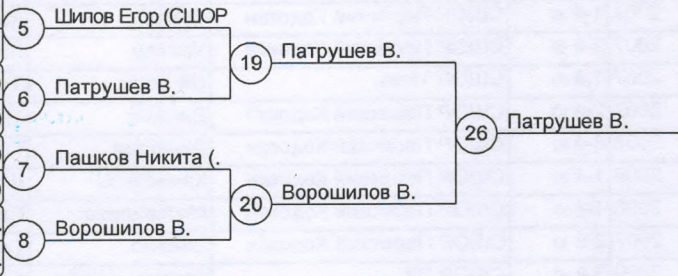 5 Шилов Егор (СШОР
19 Патрушев В.
6 Патрушев В.
26 Патрушев В.
7 Пашков Никита (.
20 Ворошилов В.
8 Ворошилов В.